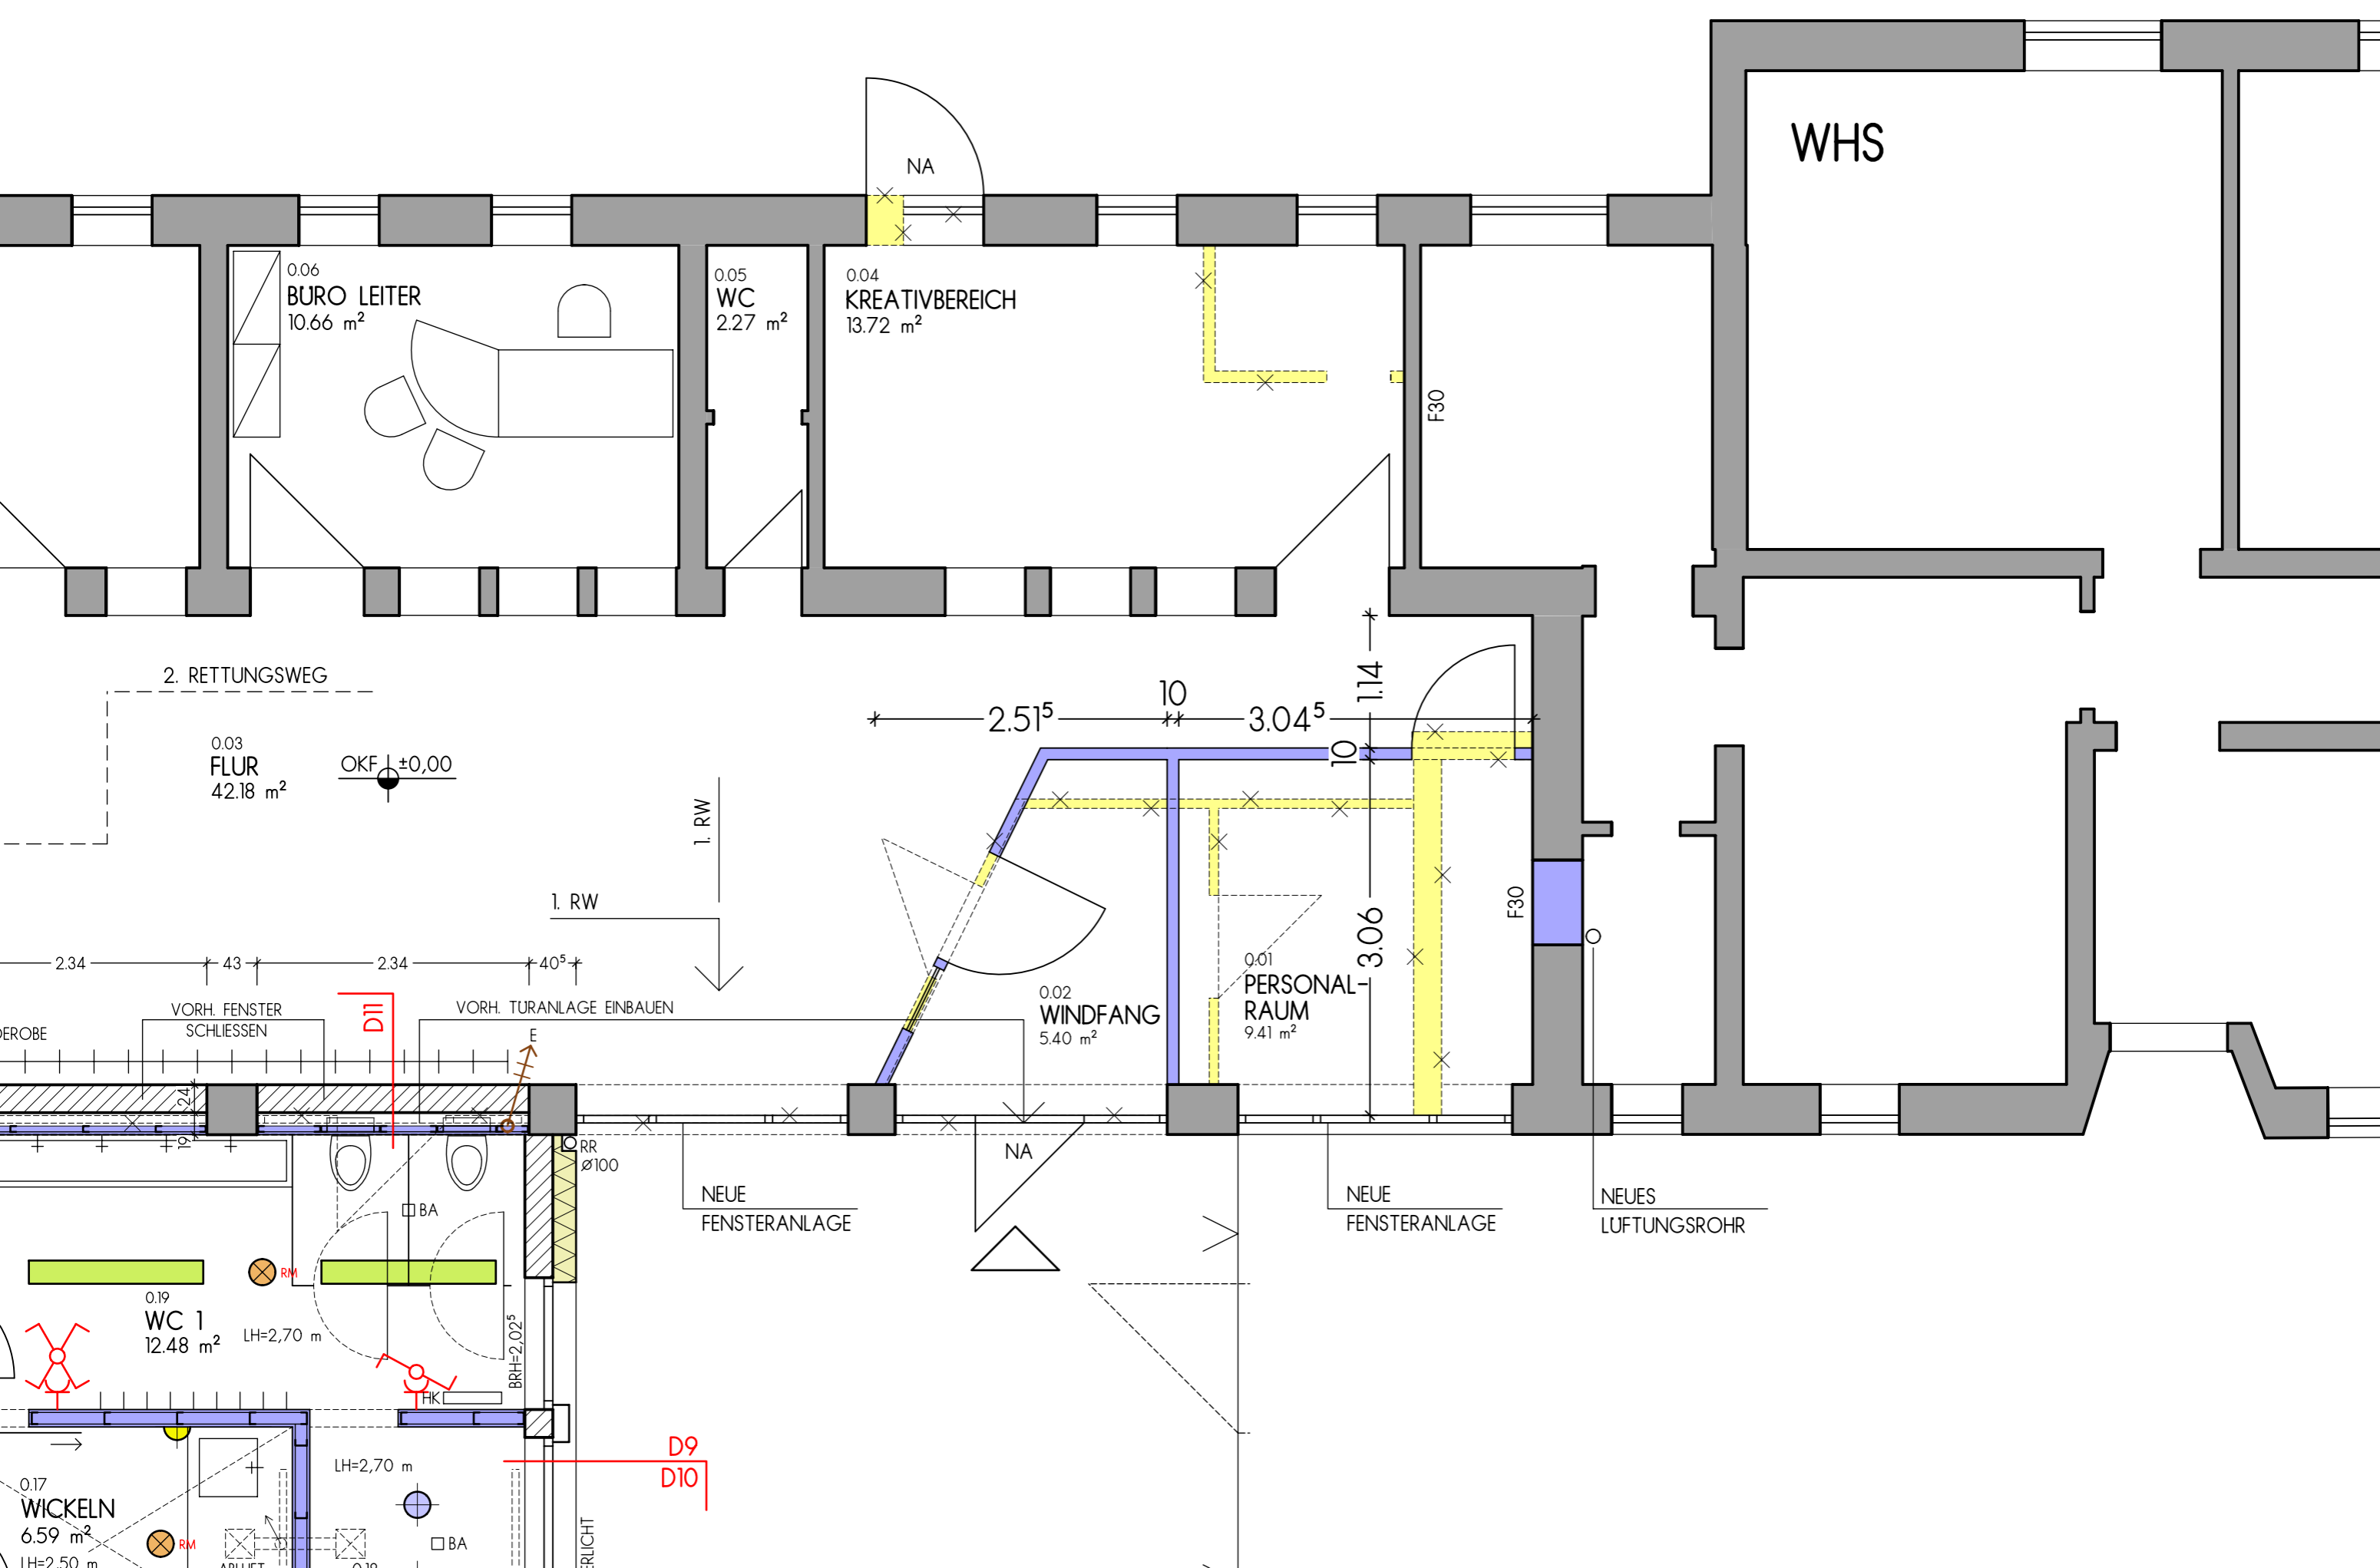 WHS
NA
0.06
BÜRO LEITER
10.66 m²
0.05
WC
2.27 m²
0.04
KREATIVBEREICH
13.72 m²
F30
2. RETTUNGSWEG
0.03
FLUR
42.18 m²
OKF ±0,00
1. RW
1. RW
2.51⁵
10
3.04⁵
1.14
10
3.06
F30
0.02
WINDFANG
5.40 m²
0.01
PERSONAL-
RAUM
9.41 m²
2.34
43
2.34
40⁵
D11
VORH. FENSTER
SCHLIESSEN
VORH. TÜRANLAGE EINBAUEN
E
24
19
RR
Ø100
BA
NA
NEUE
FENSTERANLAGE
NEUE
FENSTERANLAGE
NEUES
LÜFTUNGSROHR
RM
0.19
WC 1
12.48 m²
LH=2,70 m
BRH=2,02⁵
HK
D9
D10
0.17
WICKELN
6.59 m²
LH=2,50 m
RM
LH=2,70 m
BA